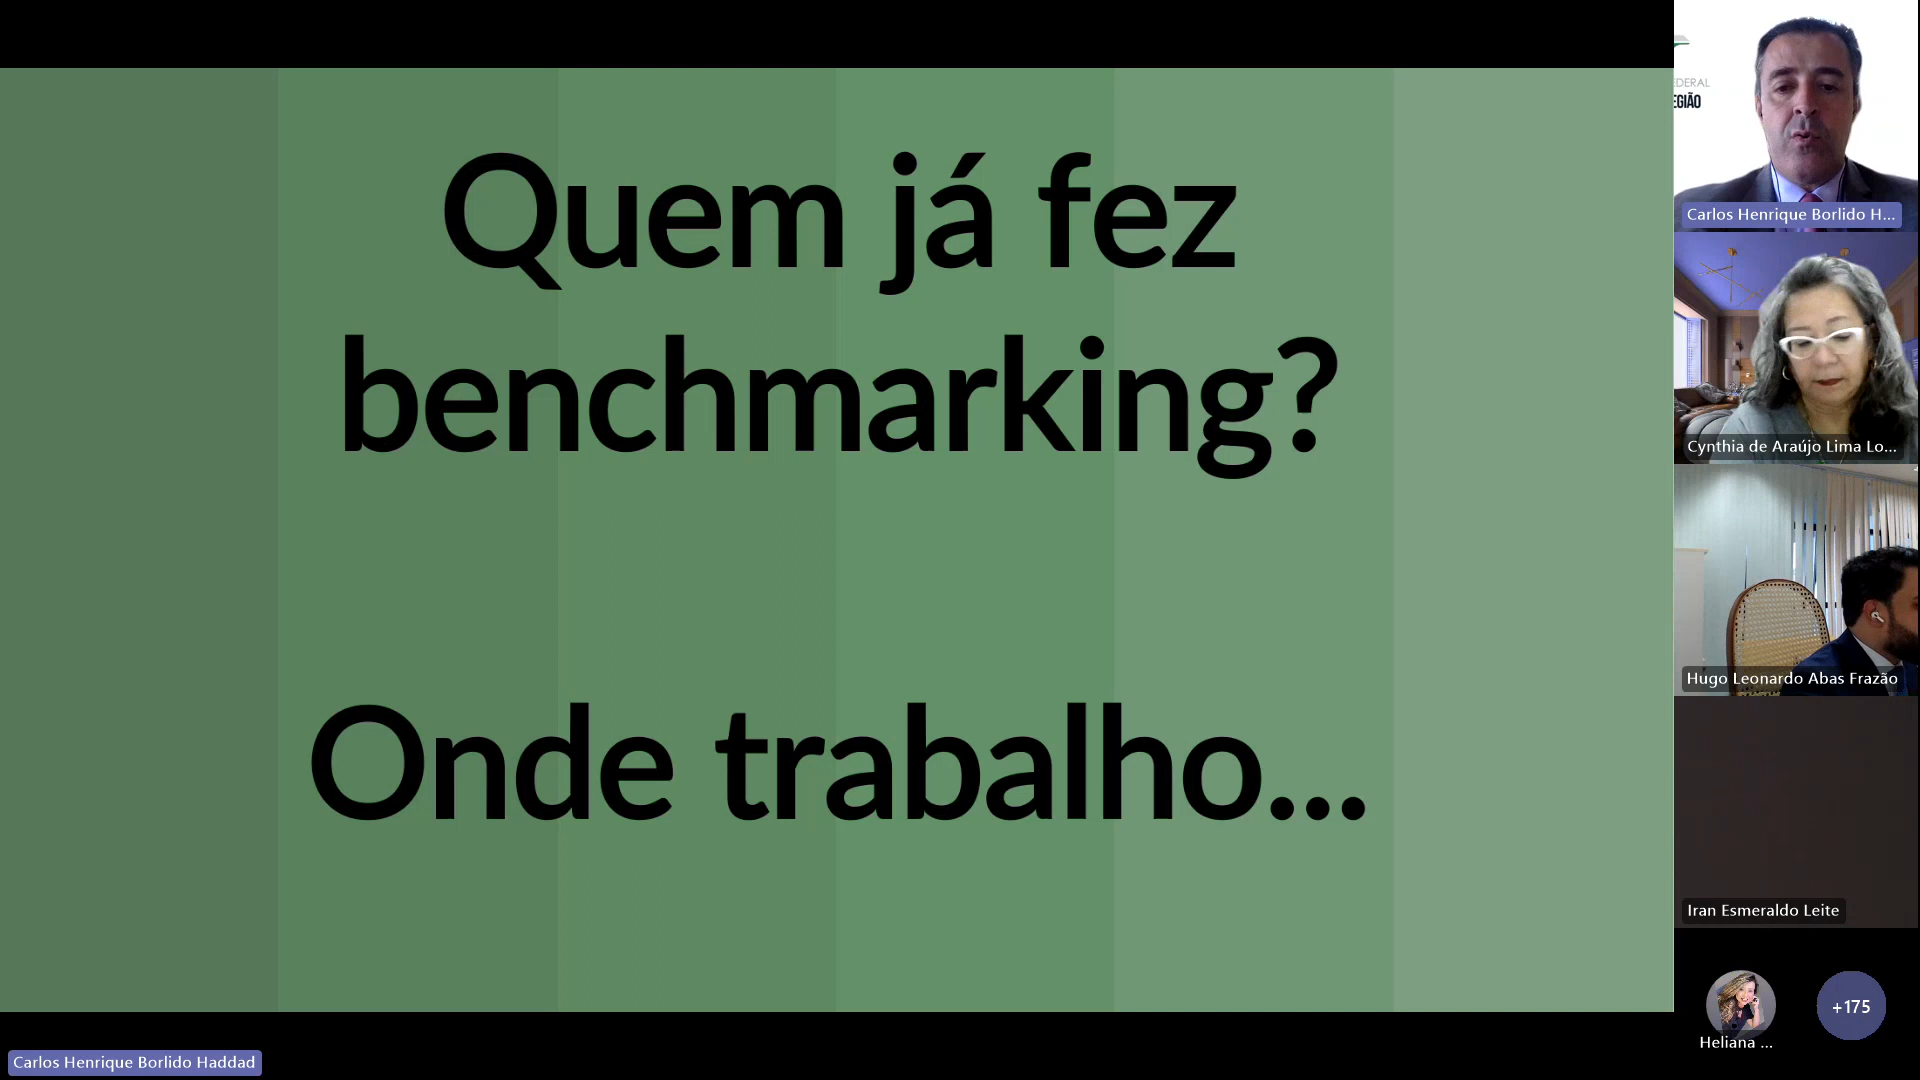 Quem já fez
benchmarking?
Onde trabalho...
EDERAL
EGIÃO
Carlos Henrique Borlido H...
Cynthia de Araújo Lima Lo...
Hugo Leonardo Abas Frazão
Iran Esmeraldo Leite
Heliana ...
+175
Carlos Henrique Borlido Haddad